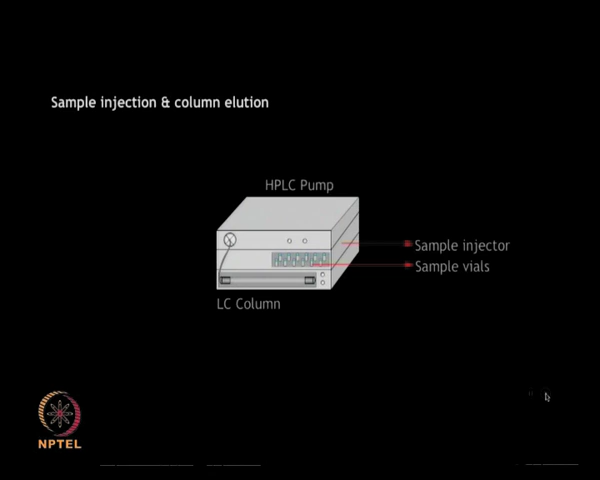 Sample injection & column elution
HPLC Pump
Sample injector
Sample vials
LC Column
NPTEL